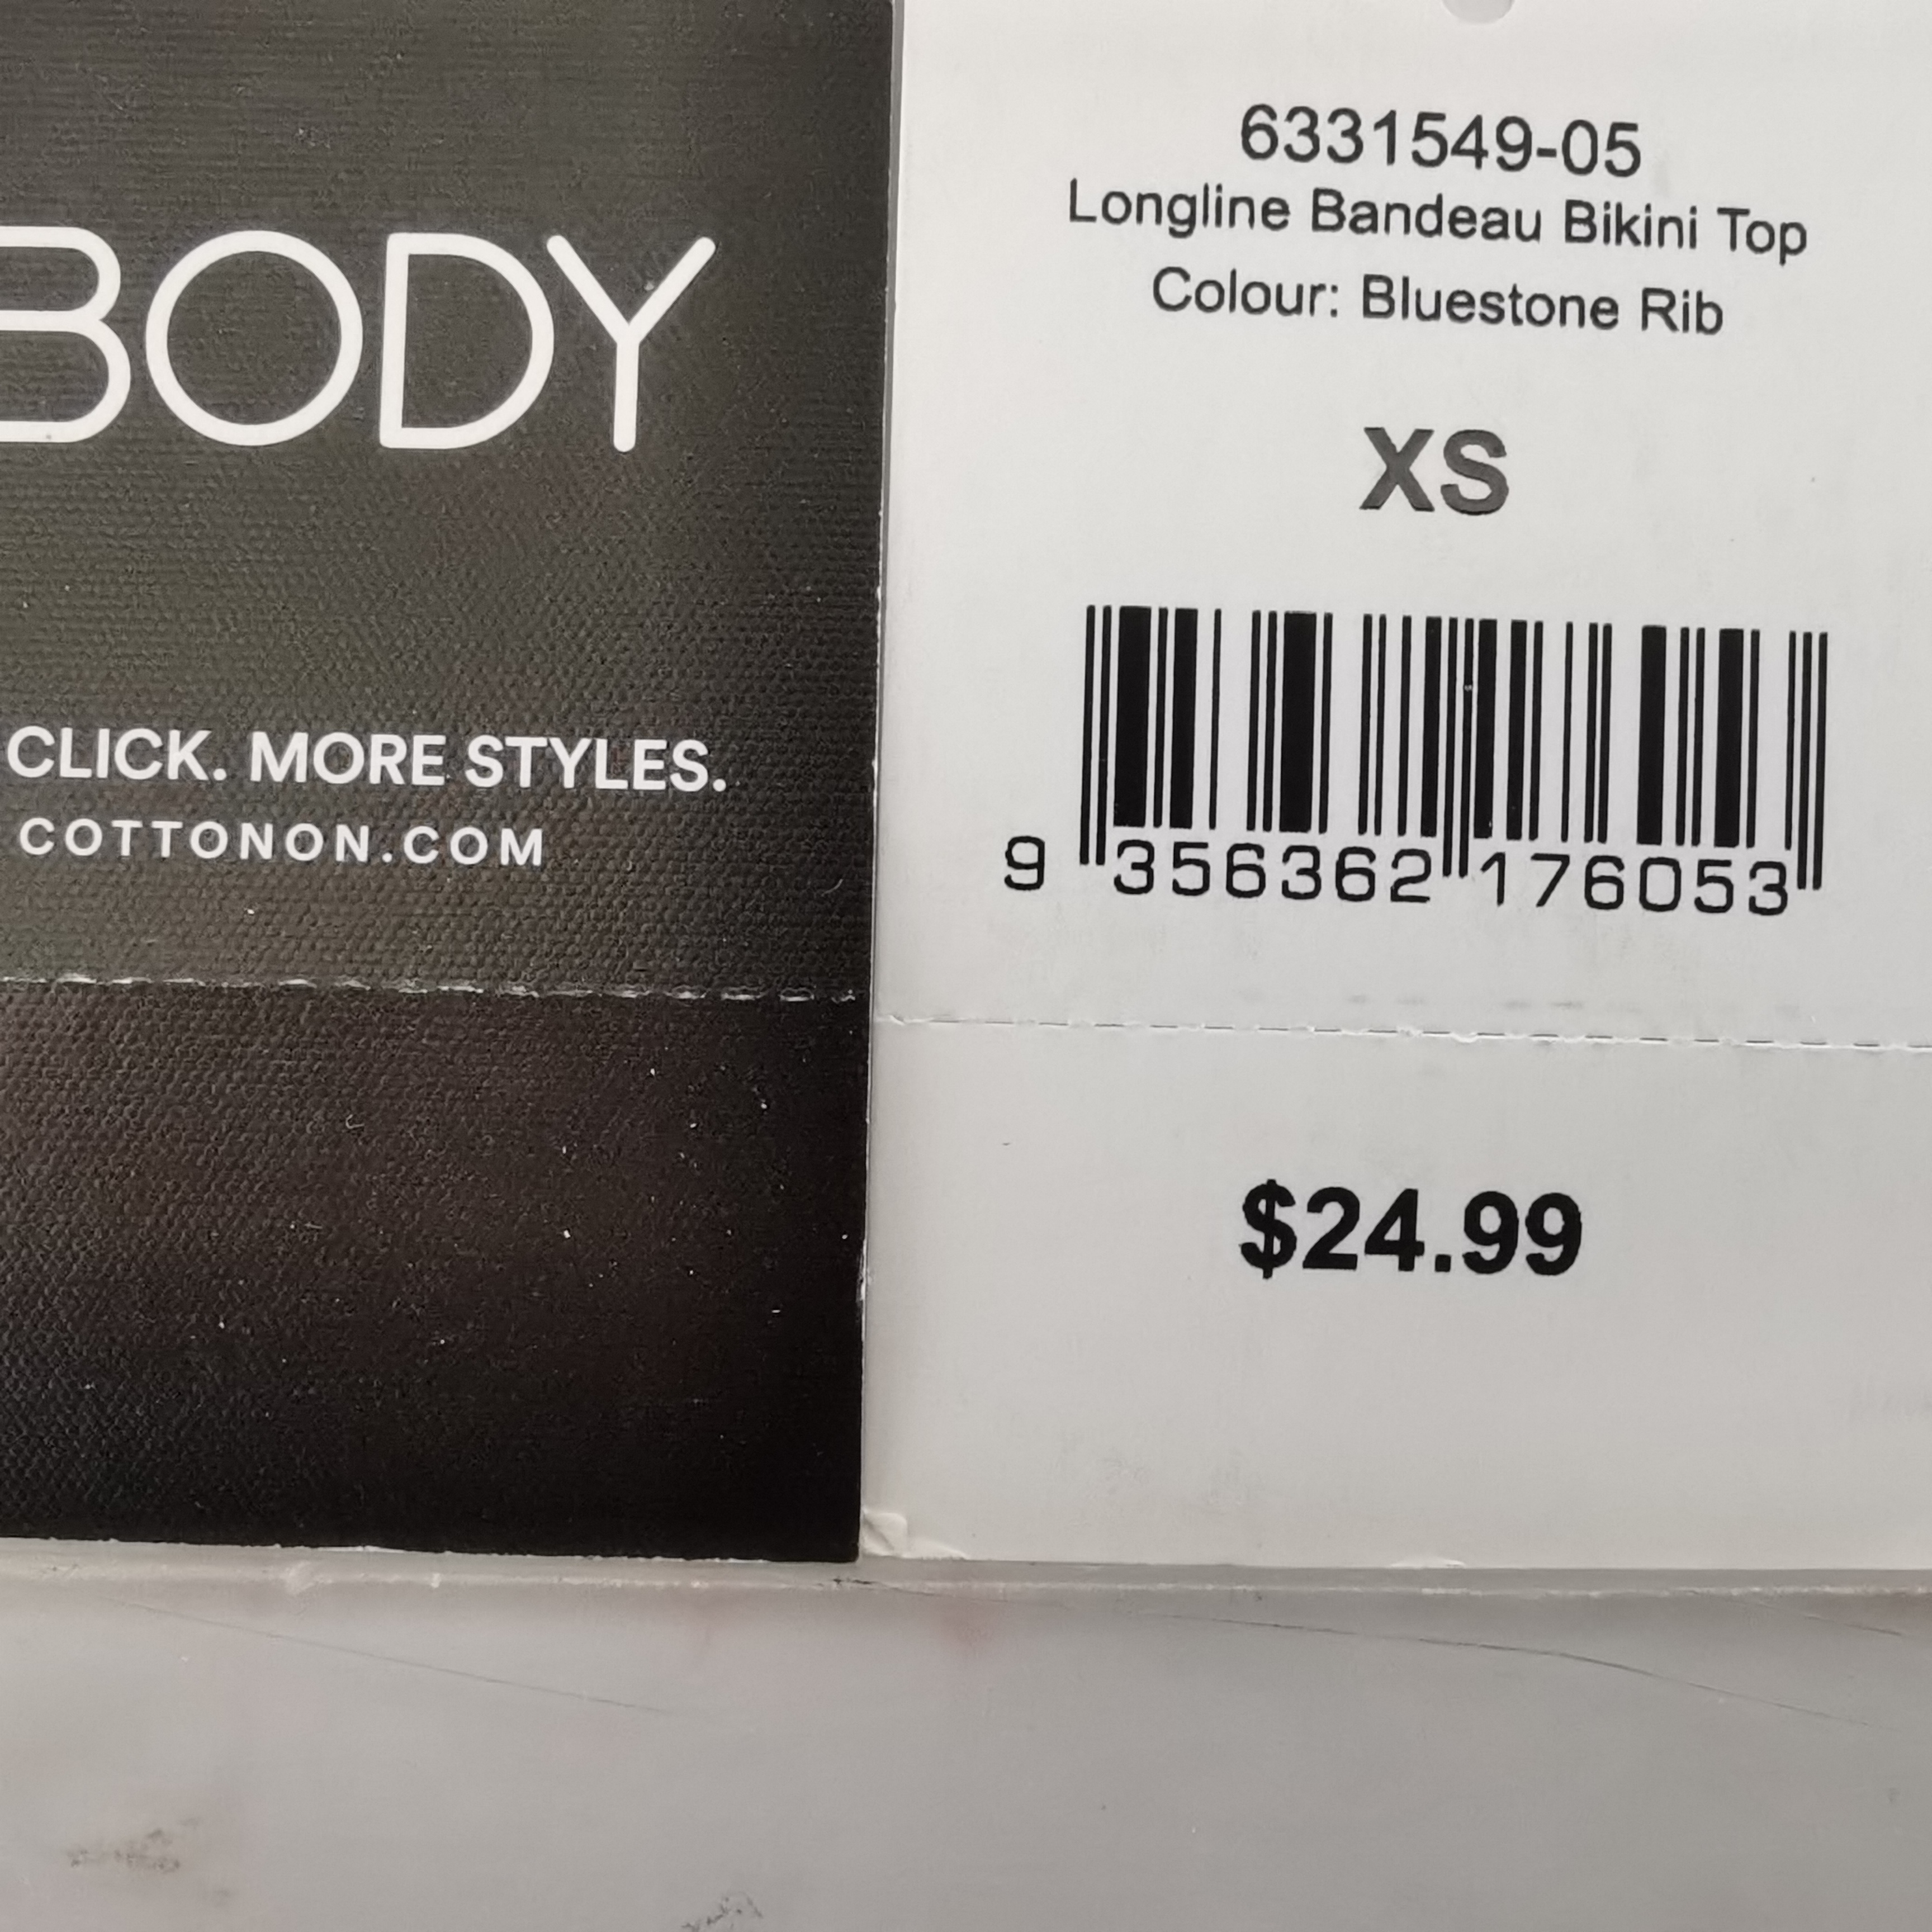 BODY
CLICK. MORE STYLES.
COTTONON.COM
6331549-05
Longline Bandeau Bikini Top
Colour: Bluestone Rib
XS
9 356362 176053
$24.99